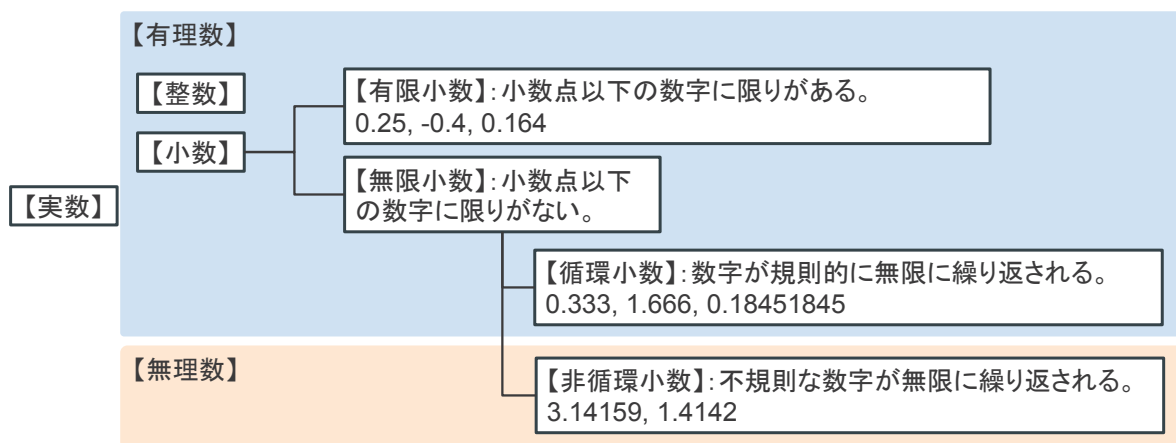 【有理数】
【整数】
【有限小数】：小数点以下の数字に限りがある。
0.25, -0.4, 0.164
【小数】
【無限小数】：小数点以下
の数字に限りがない。
【実数】
【循環小数】：数字が規則的に無限に繰り返される。
0.333, 1.666, 0.18451845
【無理数】
【非循環小数】：不規則な数字が無限に繰り返される。
3.14159, 1.4142